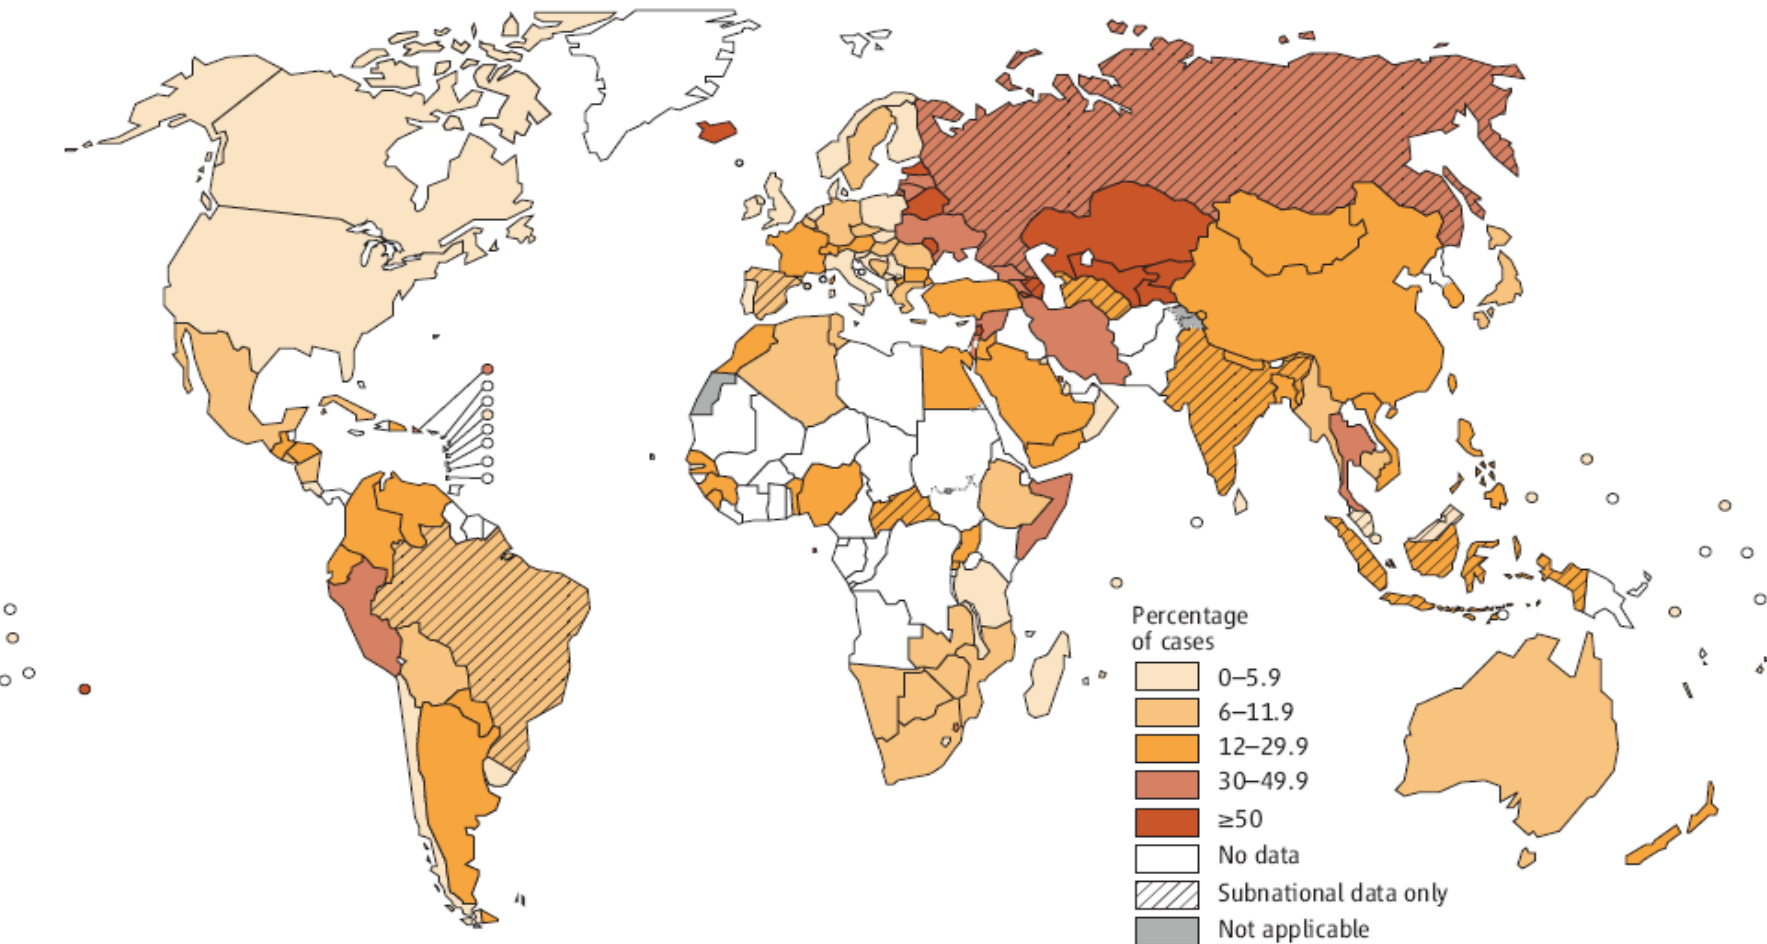 Percentage
of cases
0–5.9
6–11.9
12–29.9
30–49.9
≥50
No data
Subnational data only
Not applicable